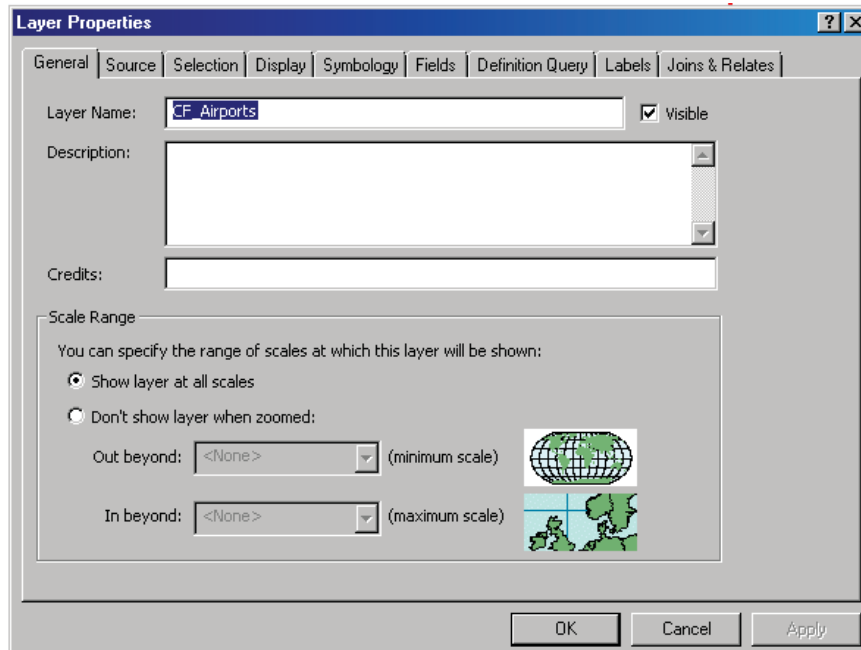 Layer Properties
General Source Selection Display Symbology Fields Definition Query Labels Joins & Relates
Layer Name: CF_Airports Visible
Description:
Credits:
Scale Range
You can specify the range of scales at which this layer will be shown:
Show layer at all scales
Don't show layer when zoomed:
Out beyond: <None> (minimum scale)
In beyond: <None> (maximum scale)
OK Cancel Apply